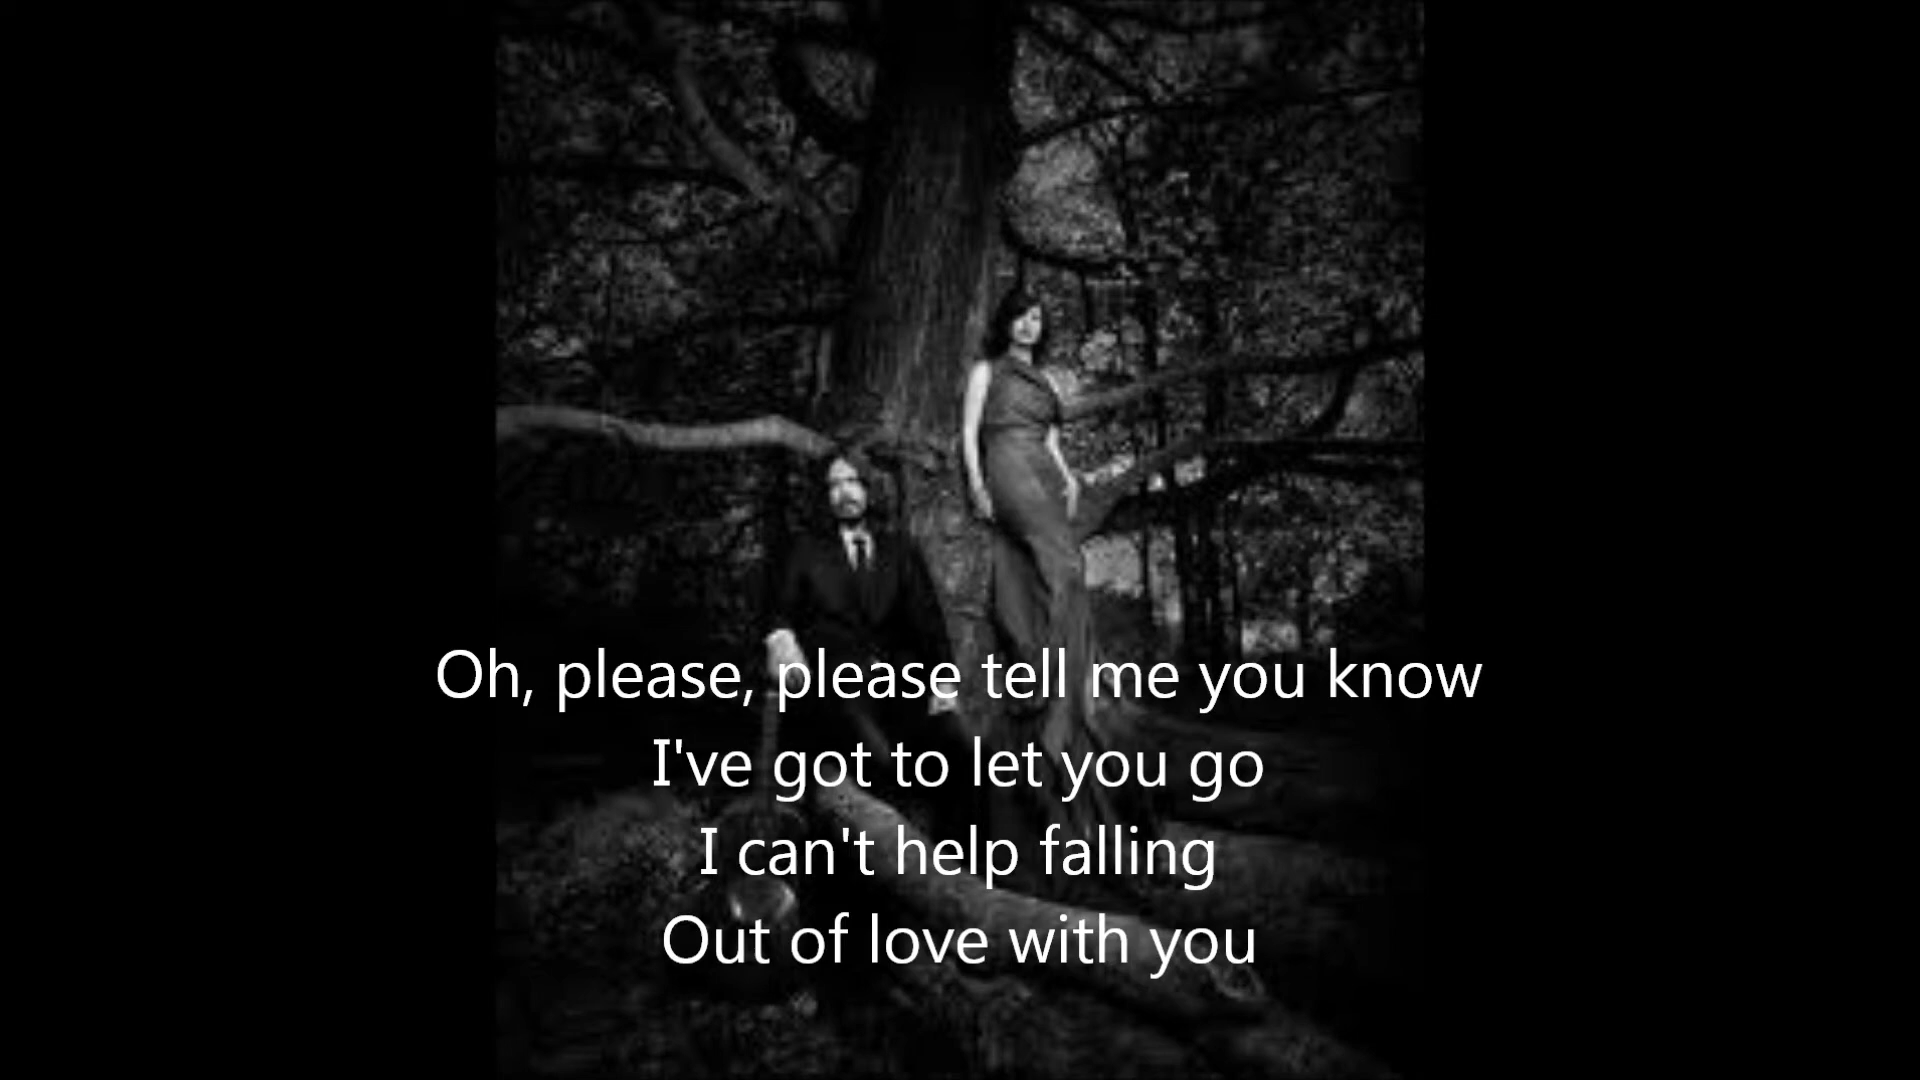 Oh, please, please tell me you know
I've got to let you go
I can't help falling
Out of love with you